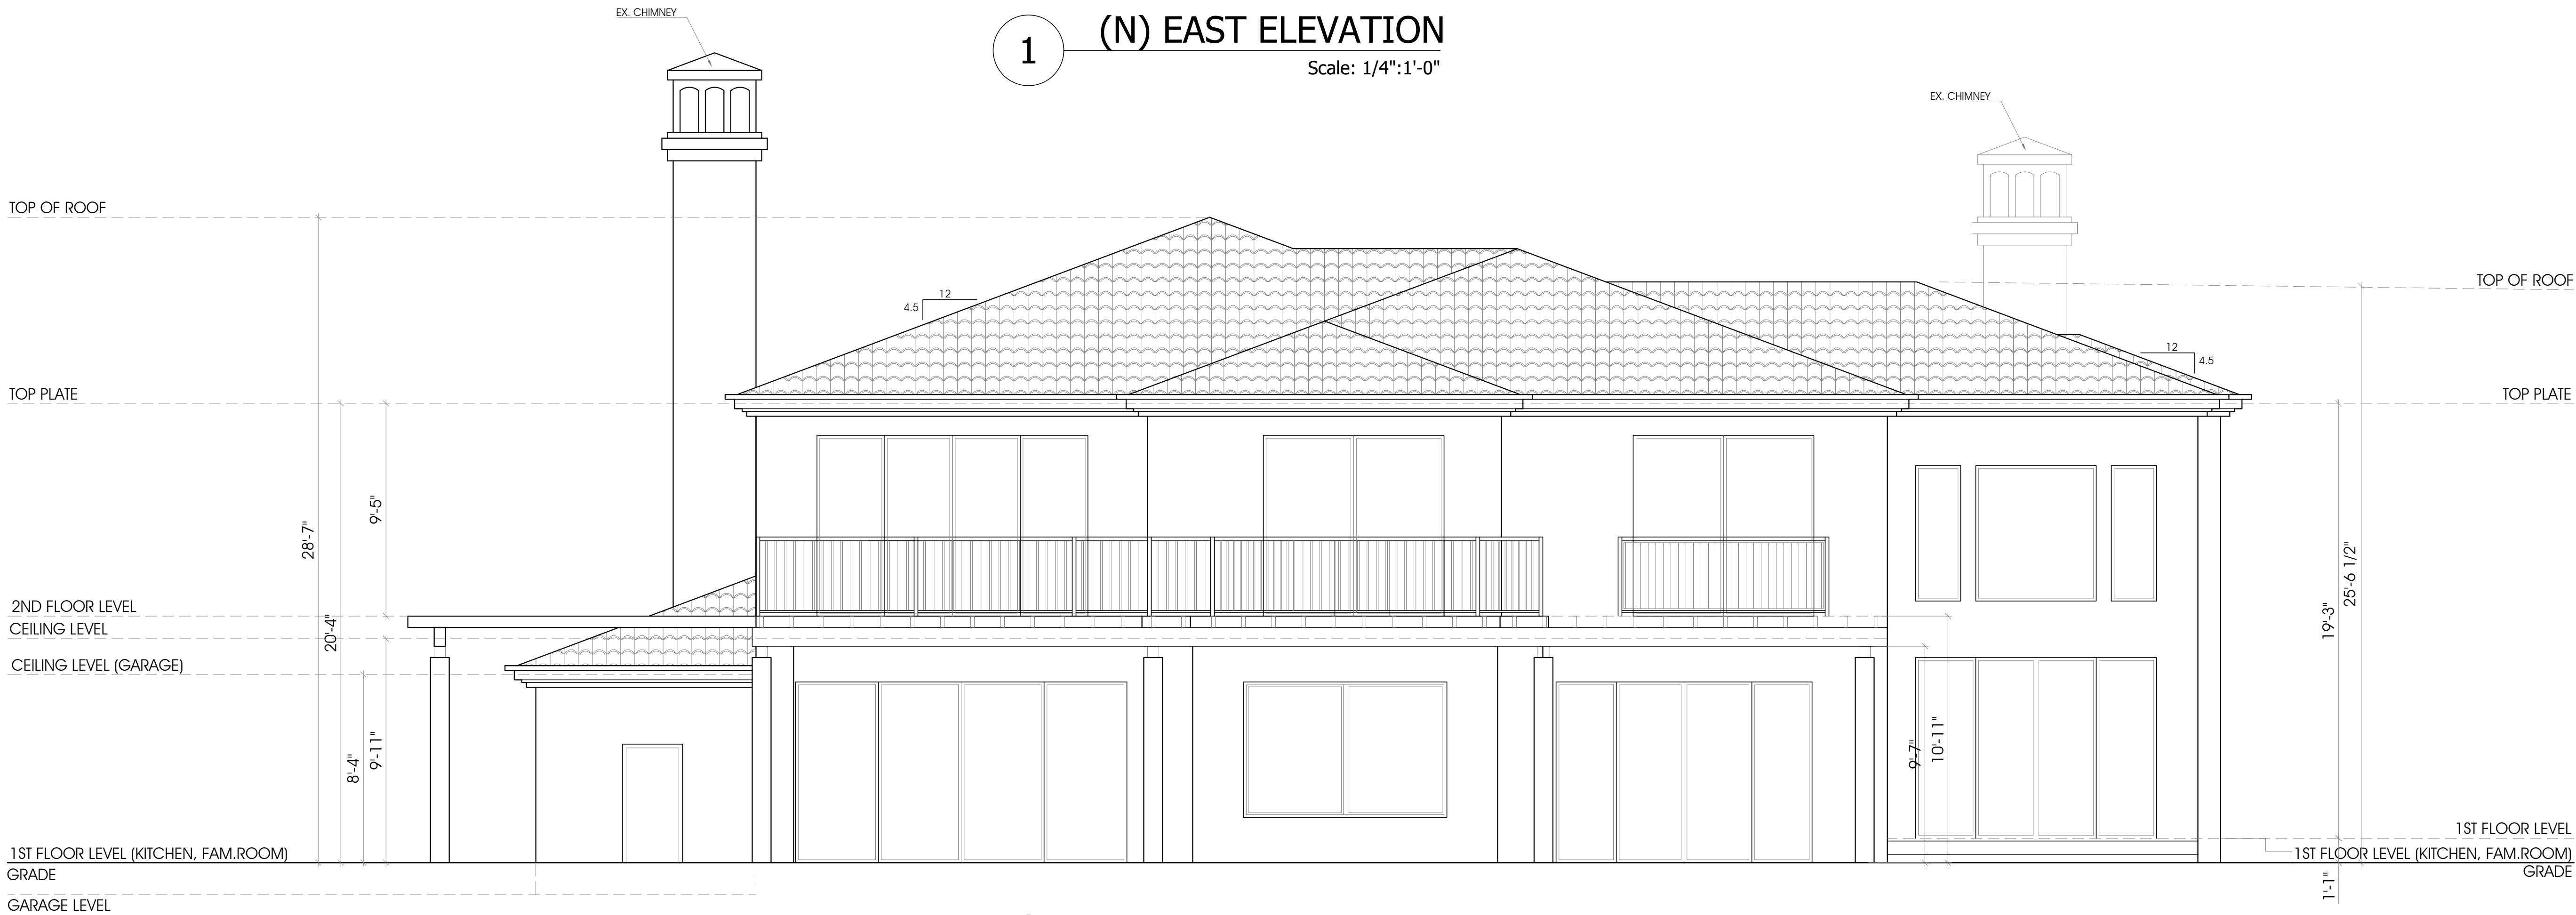 EX. CHIMNEY
1
(N) EAST ELEVATION
Scale: 1/4":1'-0"
EX. CHIMNEY
TOP OF ROOF
TOP OF ROOF
12
4.5
12
4.5
TOP PLATE
TOP PLATE
9'-5"
28'-7"
20'-4"
25'-6 1/2"
19'-3"
2ND FLOOR LEVEL
CEILING LEVEL
CEILING LEVEL (GARAGE)
8'-4"
9'-11"
9'-7"
10'-11"
1ST FLOOR LEVEL
1ST FLOOR LEVEL (KITCHEN, FAM.ROOM)
1ST FLOOR LEVEL (KITCHEN, FAM.ROOM)
GRADE
GRADE
1'-1"
GARAGE LEVEL